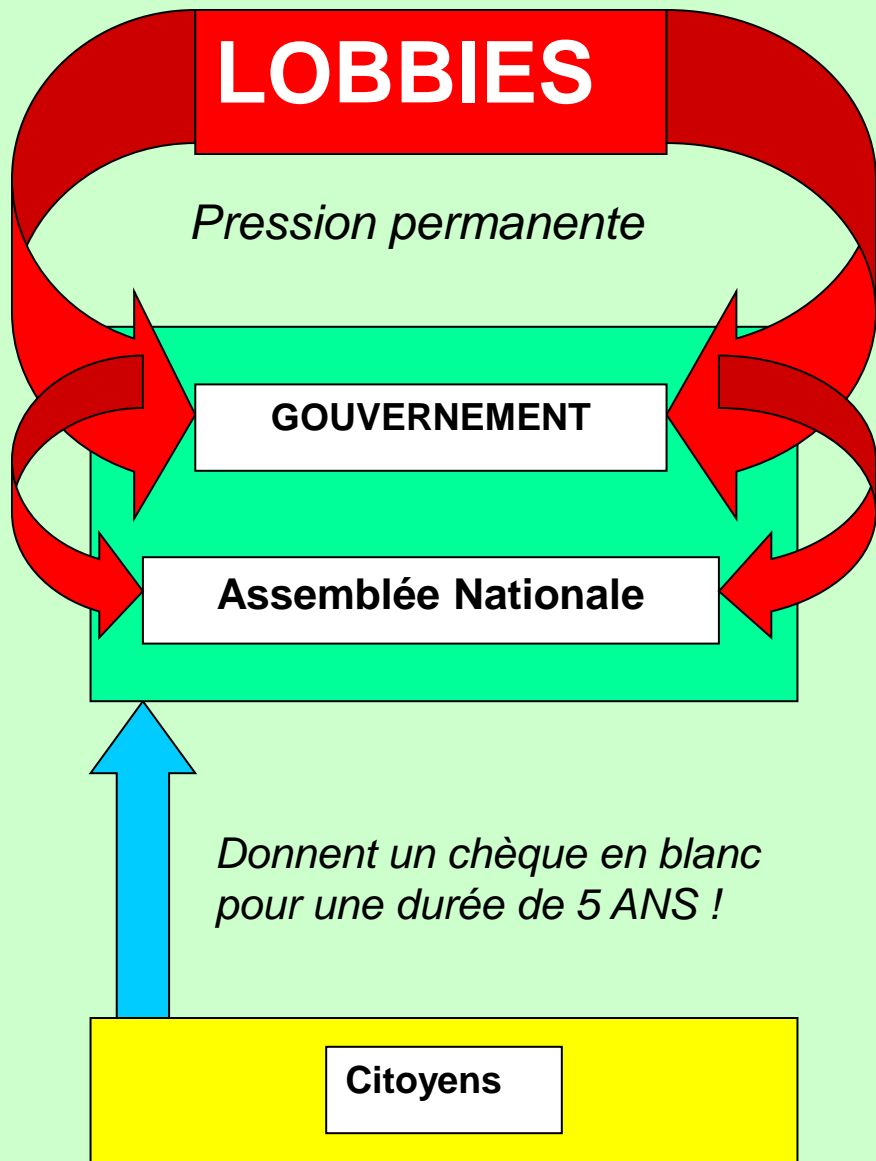 LOBBIES
Pression permanente
GOUVERNEMENT
Assemblée Nationale
Donnent un chèque en blanc
pour une durée de 5 ANS !
Citoyens